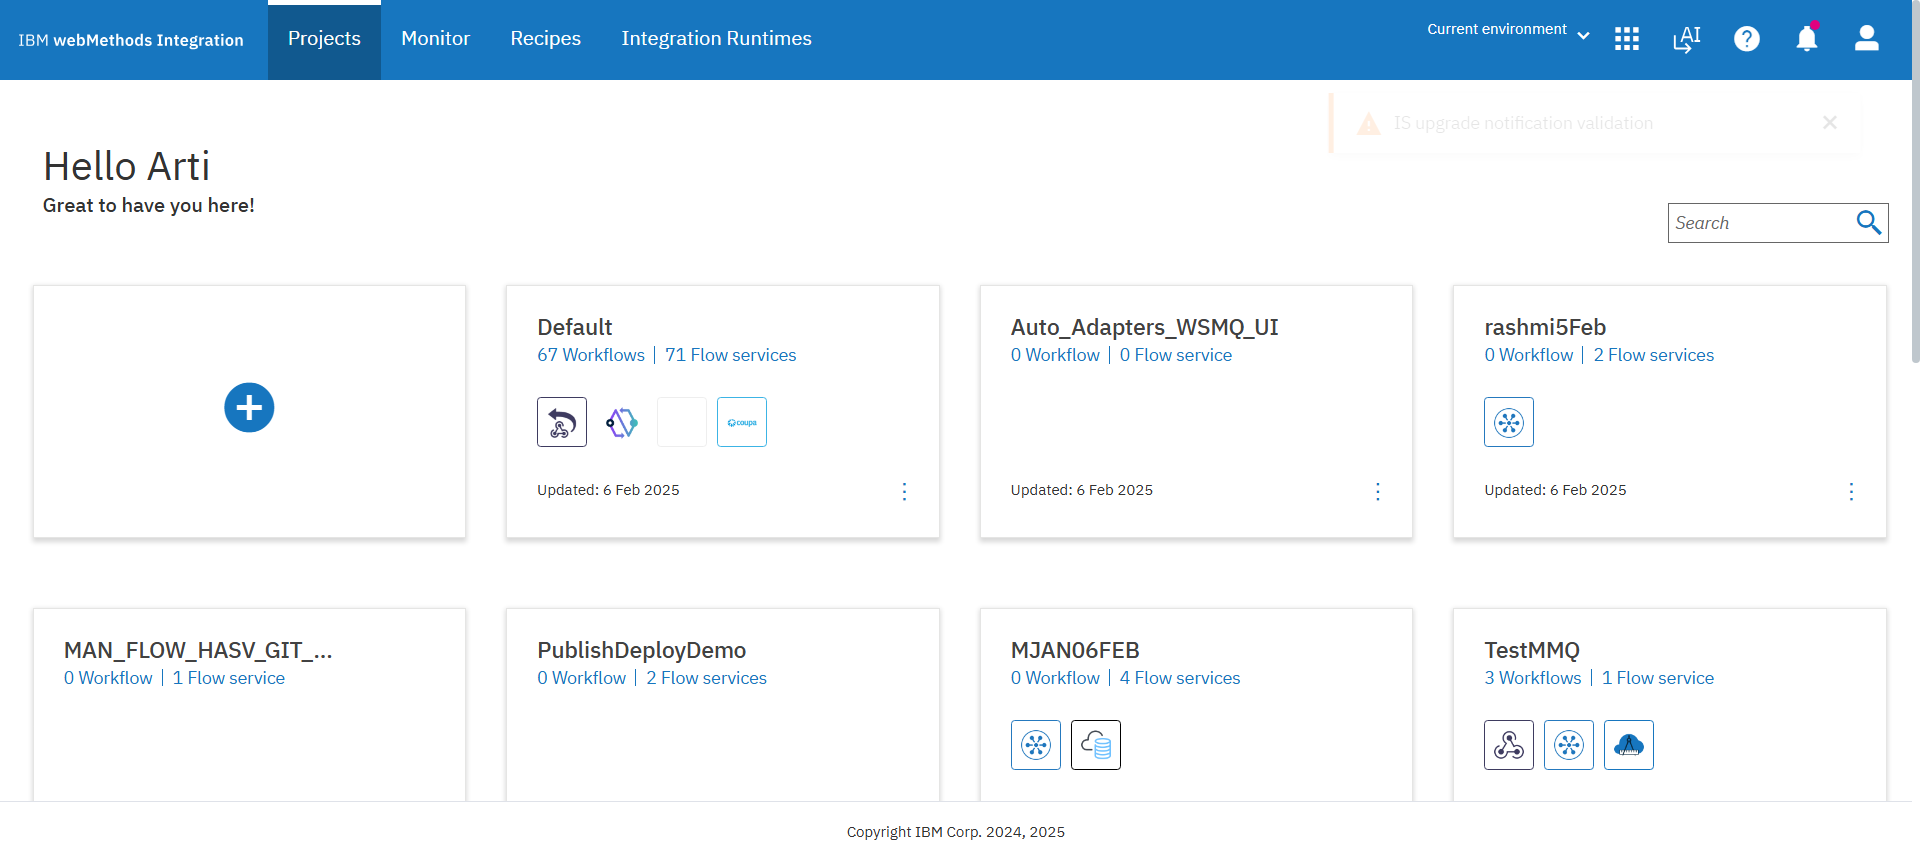 IBM webMethods Integration
Projects
Monitor
Recipes
Integration Runtimes
Current environment
AI
?
IS upgrade notification validation
Hello Arti
Great to have you here!
Search
Default
67 Workflows | 71 Flow services
coupa
Updated: 6 Feb 2025
Auto_Adapters_WSMQ_UI
0 Workflow | 0 Flow service
Updated: 6 Feb 2025
rashmi5Feb
0 Workflow | 2 Flow services
Updated: 6 Feb 2025
MAN_FLOW_HASV_GIT_...
0 Workflow | 1 Flow service
PublishDeployDemo
0 Workflow | 2 Flow services
MJAN06FEB
0 Workflow | 4 Flow services
TestMMQ
3 Workflows | 1 Flow service
Copyright IBM Corp. 2024, 2025